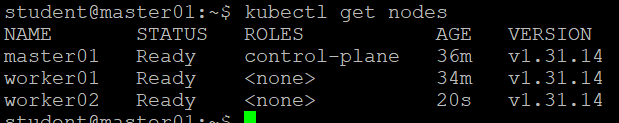 student@master01:~$ kubectl get nodes
NAME       STATUS   ROLES           AGE   VERSION
master01   Ready    control-plane   36m   v1.31.14
worker01   Ready    <none>          34m   v1.31.14
worker02   Ready    <none>          20s   v1.31.14
student@master01:~$